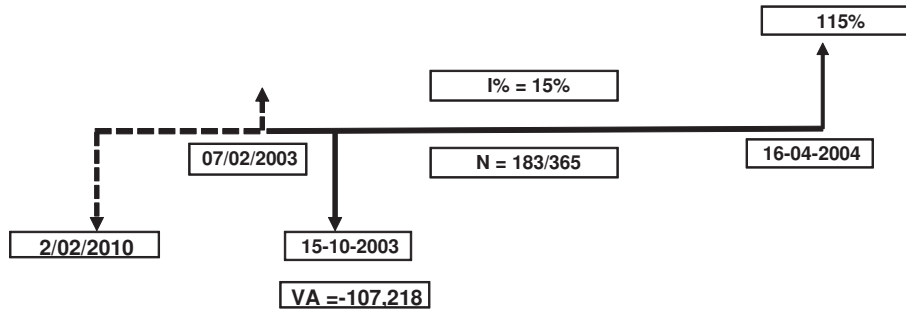 115%
I% = 15%
07/02/2003
N = 183/365
16-04-2004
2/02/2010
15-10-2003
VA =-107,218